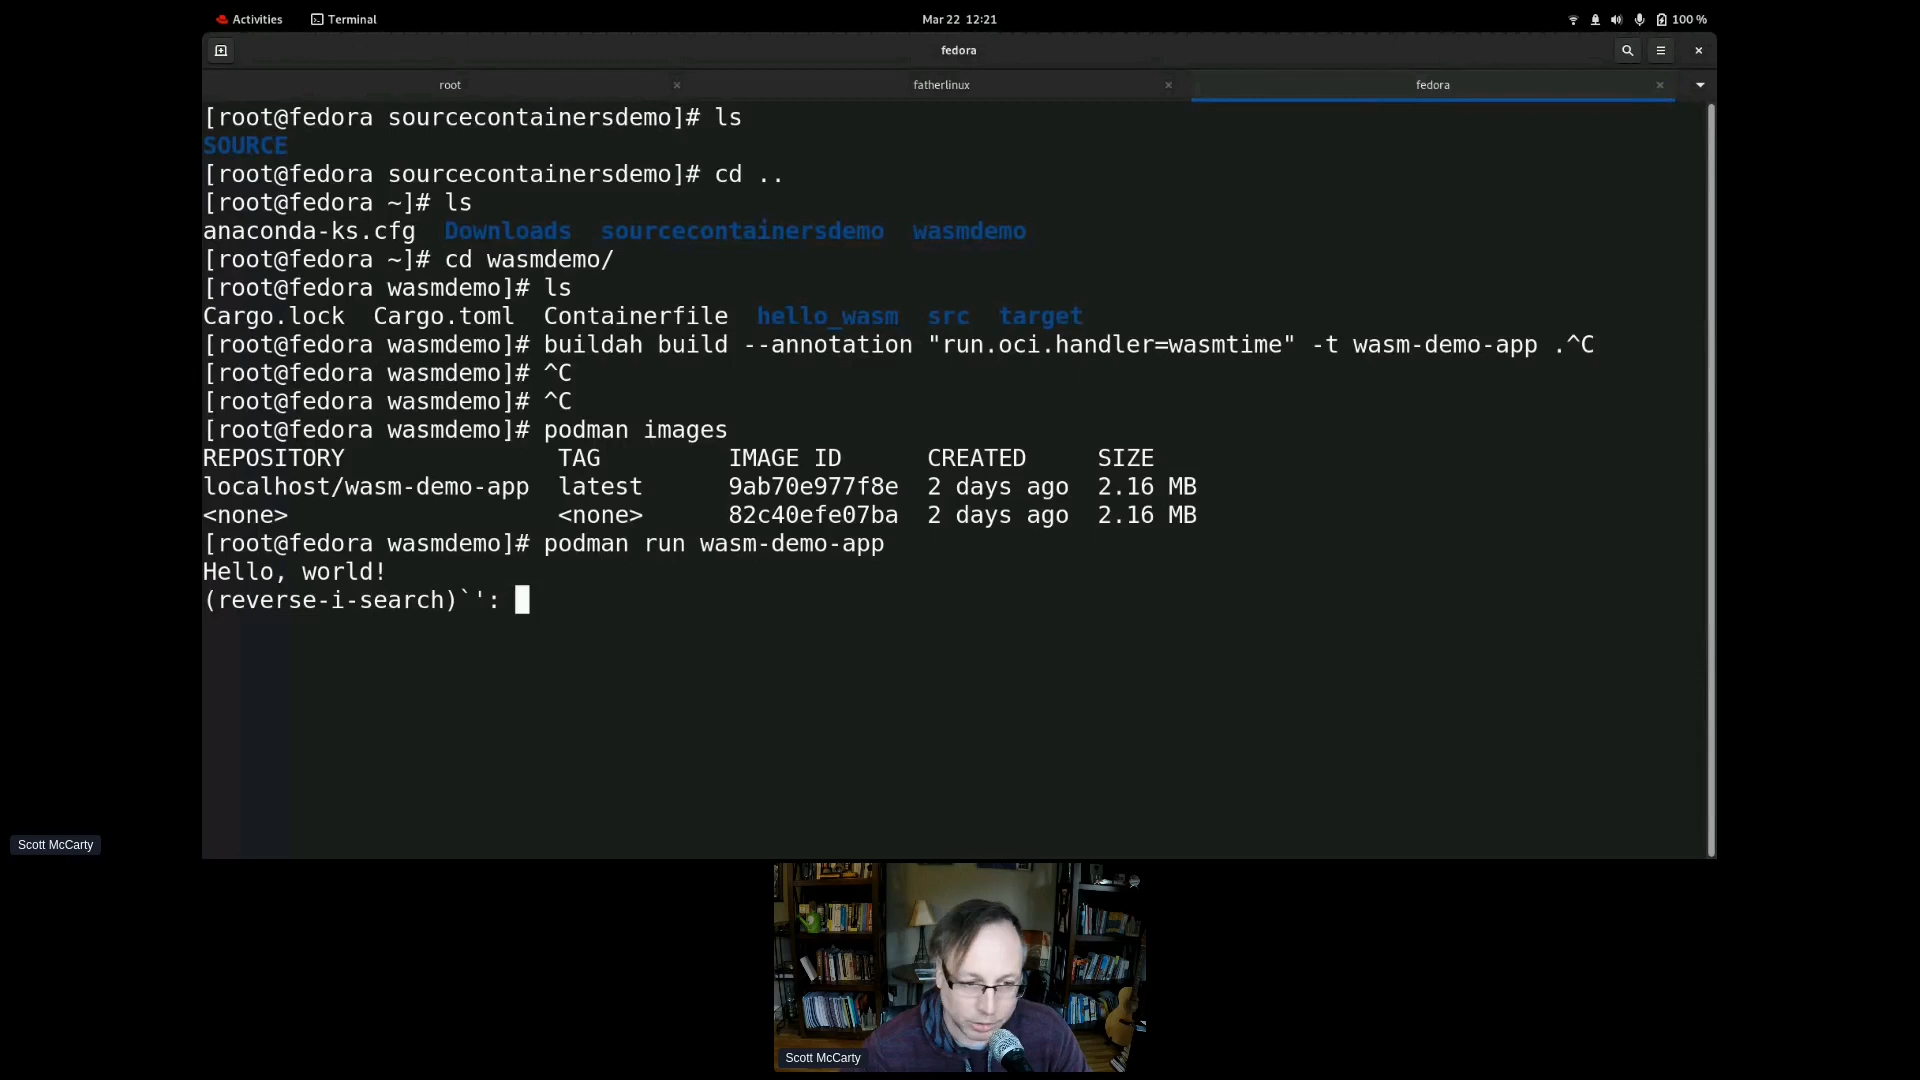 Activities Terminal Mar 22 12:21 100 %
fedora
root fatherlinux fedora
[root@fedora sourcecontainersdemo]# ls
SOURCE
[root@fedora sourcecontainersdemo]# cd ..
[root@fedora ~]# ls
anaconda-ks.cfg  Downloads  sourcecontainersdemo  wasmdemo
[root@fedora ~]# cd wasmdemo/
[root@fedora wasmdemo]# ls
Cargo.lock  Cargo.toml  Containerfile  hello_wasm  src  target
[root@fedora wasmdemo]# buildah build --annotation "run.oci.handler=wasmtime" -t wasm-demo-app .^C
[root@fedora wasmdemo]# ^C
[root@fedora wasmdemo]# ^C
[root@fedora wasmdemo]# podman images
REPOSITORY               TAG         IMAGE ID      CREATED     SIZE
localhost/wasm-demo-app  latest      9ab70e977f8e  2 days ago  2.16 MB
<none>                   <none>      82c40efe07ba  2 days ago  2.16 MB
[root@fedora wasmdemo]# podman run wasm-demo-app
Hello, world!
(reverse-i-search)`':
Scott McCarty
Scott McCarty